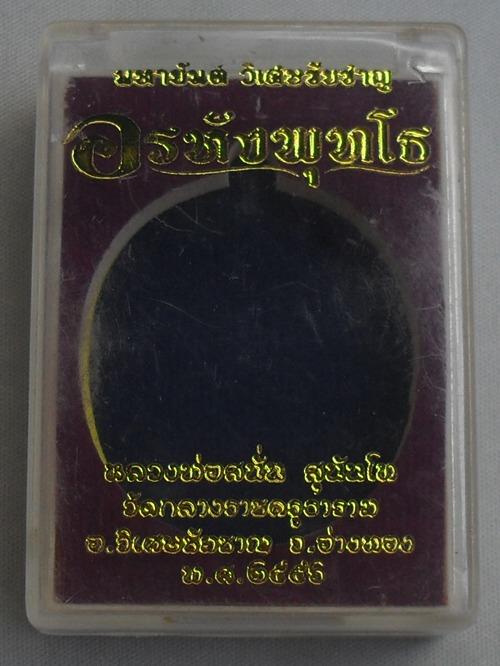 มหายันต์ วิเศษชัยชาญ
อรหังพุทโธ
หลวงพ่อสนั่น สุนันโท
วัดกลางราชครูธาราม
อ.วิเศษชัยชาญ จ.อ่างทอง
พ.ศ.๒๕๕๖